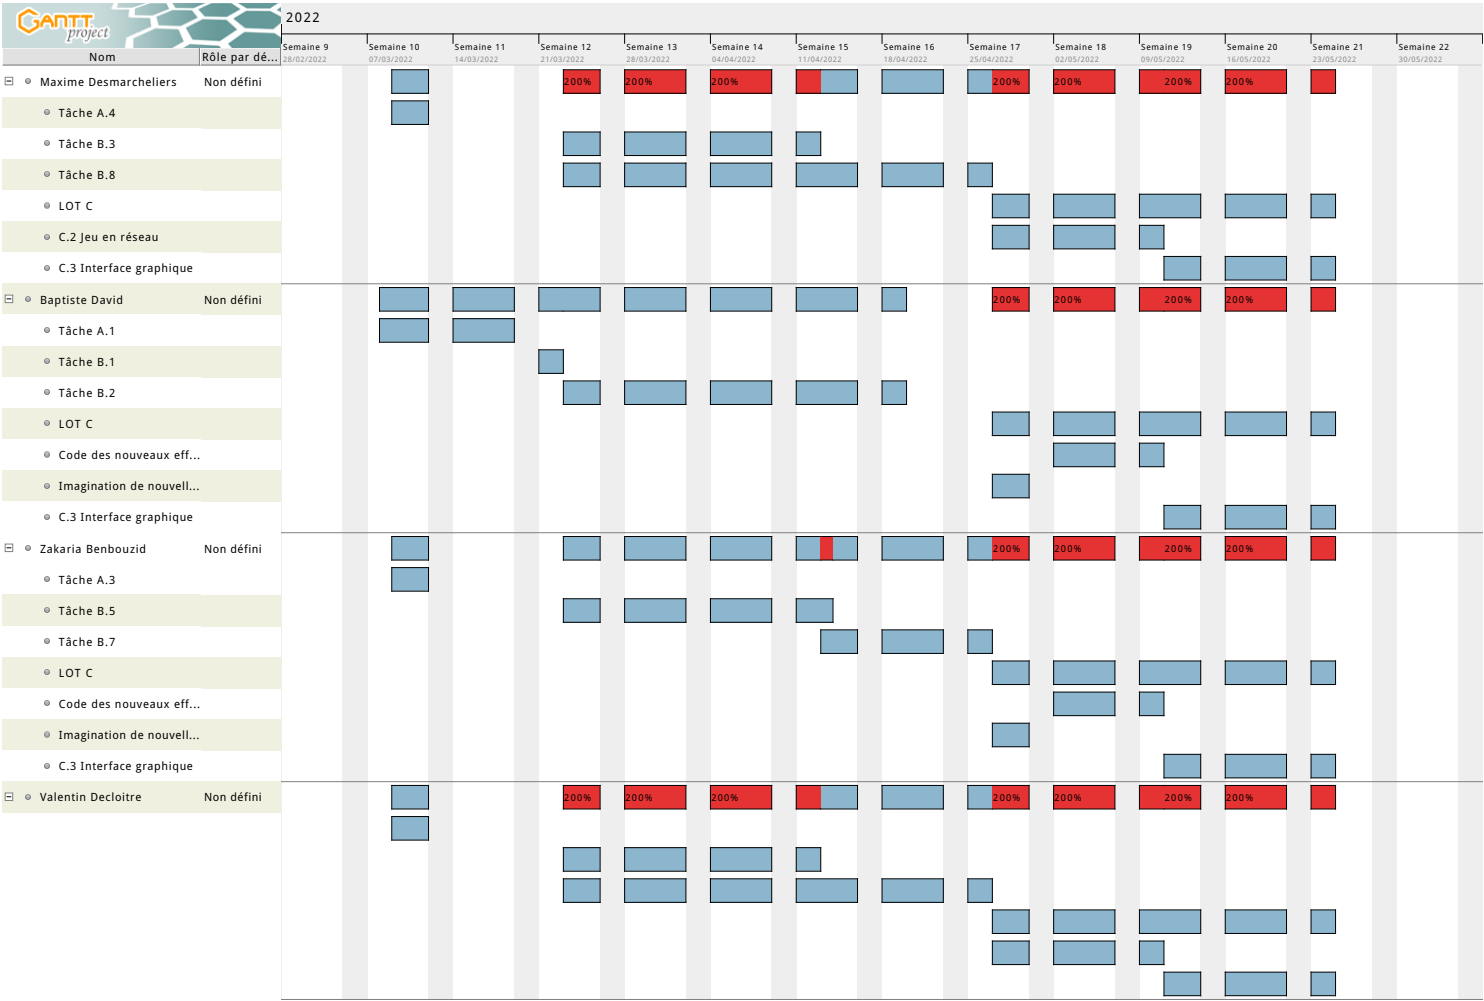 GANTT
project
2022
Nom Rôle par dé...
Semaine 9 Semaine 10 Semaine 11 Semaine 12 Semaine 13 Semaine 14 Semaine 15 Semaine 16 Semaine 17 Semaine 18 Semaine 19 Semaine 20 Semaine 21 Semaine 22
28/02/2022 07/03/2022 14/03/2022 21/03/2022 28/03/2022 04/04/2022 11/04/2022 18/04/2022 25/04/2022 02/05/2022 09/05/2022 16/05/2022 23/05/2022 30/05/2022
Maxime Desmarcheliers Non défini 200% 200% 200% 200% 200% 200% 200%
Tâche A.4
Tâche B.3
Tâche B.8
LOT C
C.2 Jeu en réseau
C.3 Interface graphique
Baptiste David Non défini 200% 200% 200% 200%
Tâche A.1
Tâche B.1
Tâche B.2
LOT C
Code des nouveaux eff...
Imagination de nouvell...
C.3 Interface graphique
Zakaria Benbouzid Non défini 200% 200% 200% 200%
Tâche A.3
Tâche B.5
Tâche B.7
LOT C
Code des nouveaux eff...
Imagination de nouvell...
C.3 Interface graphique
Valentin Decloitre Non défini 200% 200% 200% 200% 200% 200% 200%